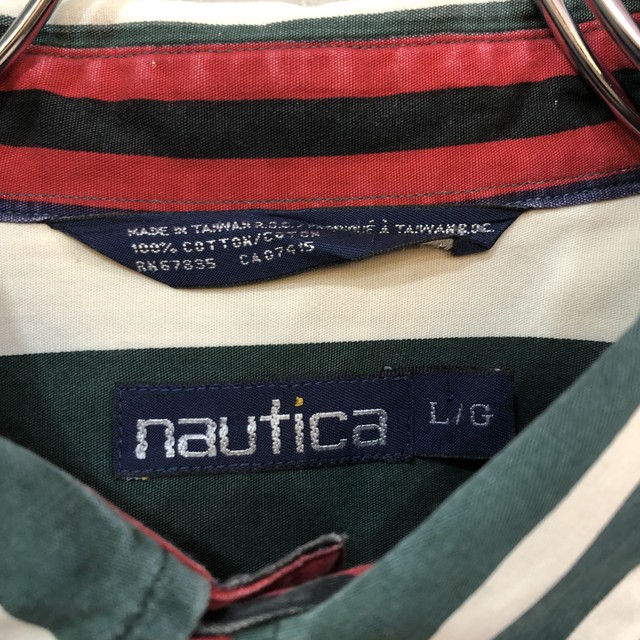 MADE IN TAIWAN R.O.C./FABRIQUÉ À TAIWAN R.O.C.
100% COTTON/COTON
RN67835 CA07415
nautica
L/G